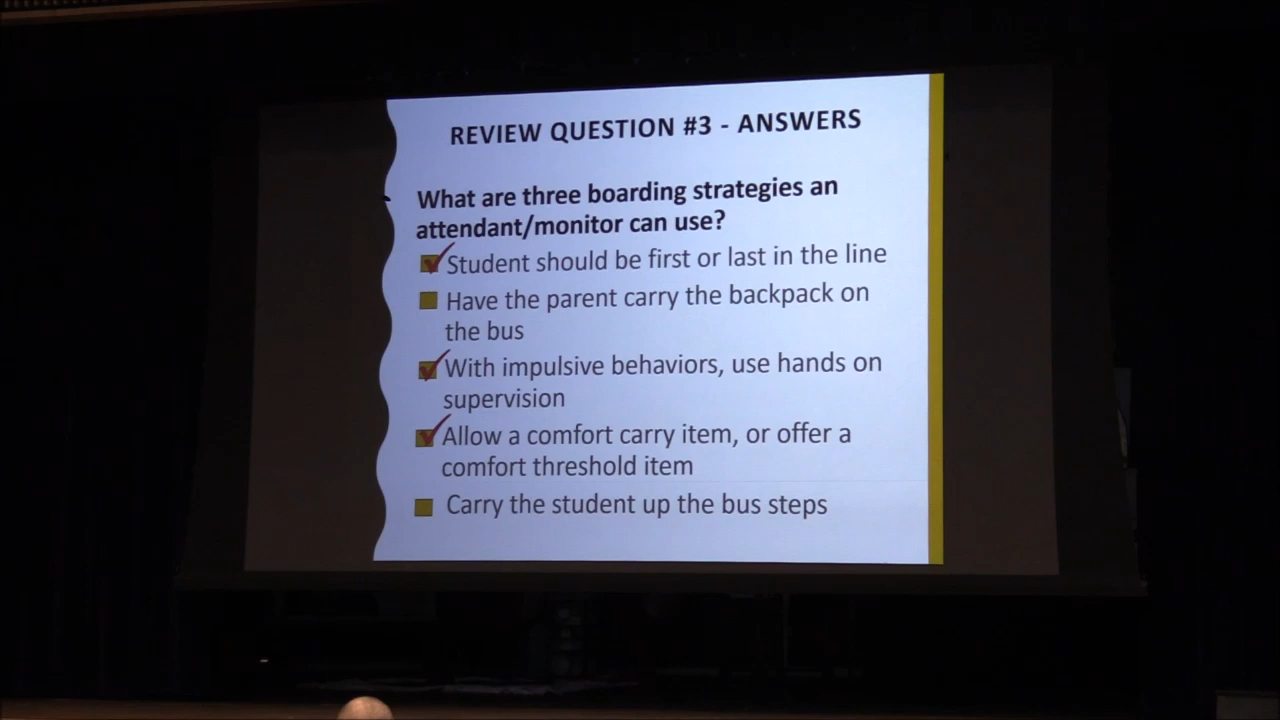 REVIEW QUESTION #3 - ANSWERS
What are three boarding strategies an
attendant/monitor can use?
Student should be first or last in the line
Have the parent carry the backpack on
the bus
With impulsive behaviors, use hands on
supervision
Allow a comfort carry item, or offer a
comfort threshold item
Carry the student up the bus steps